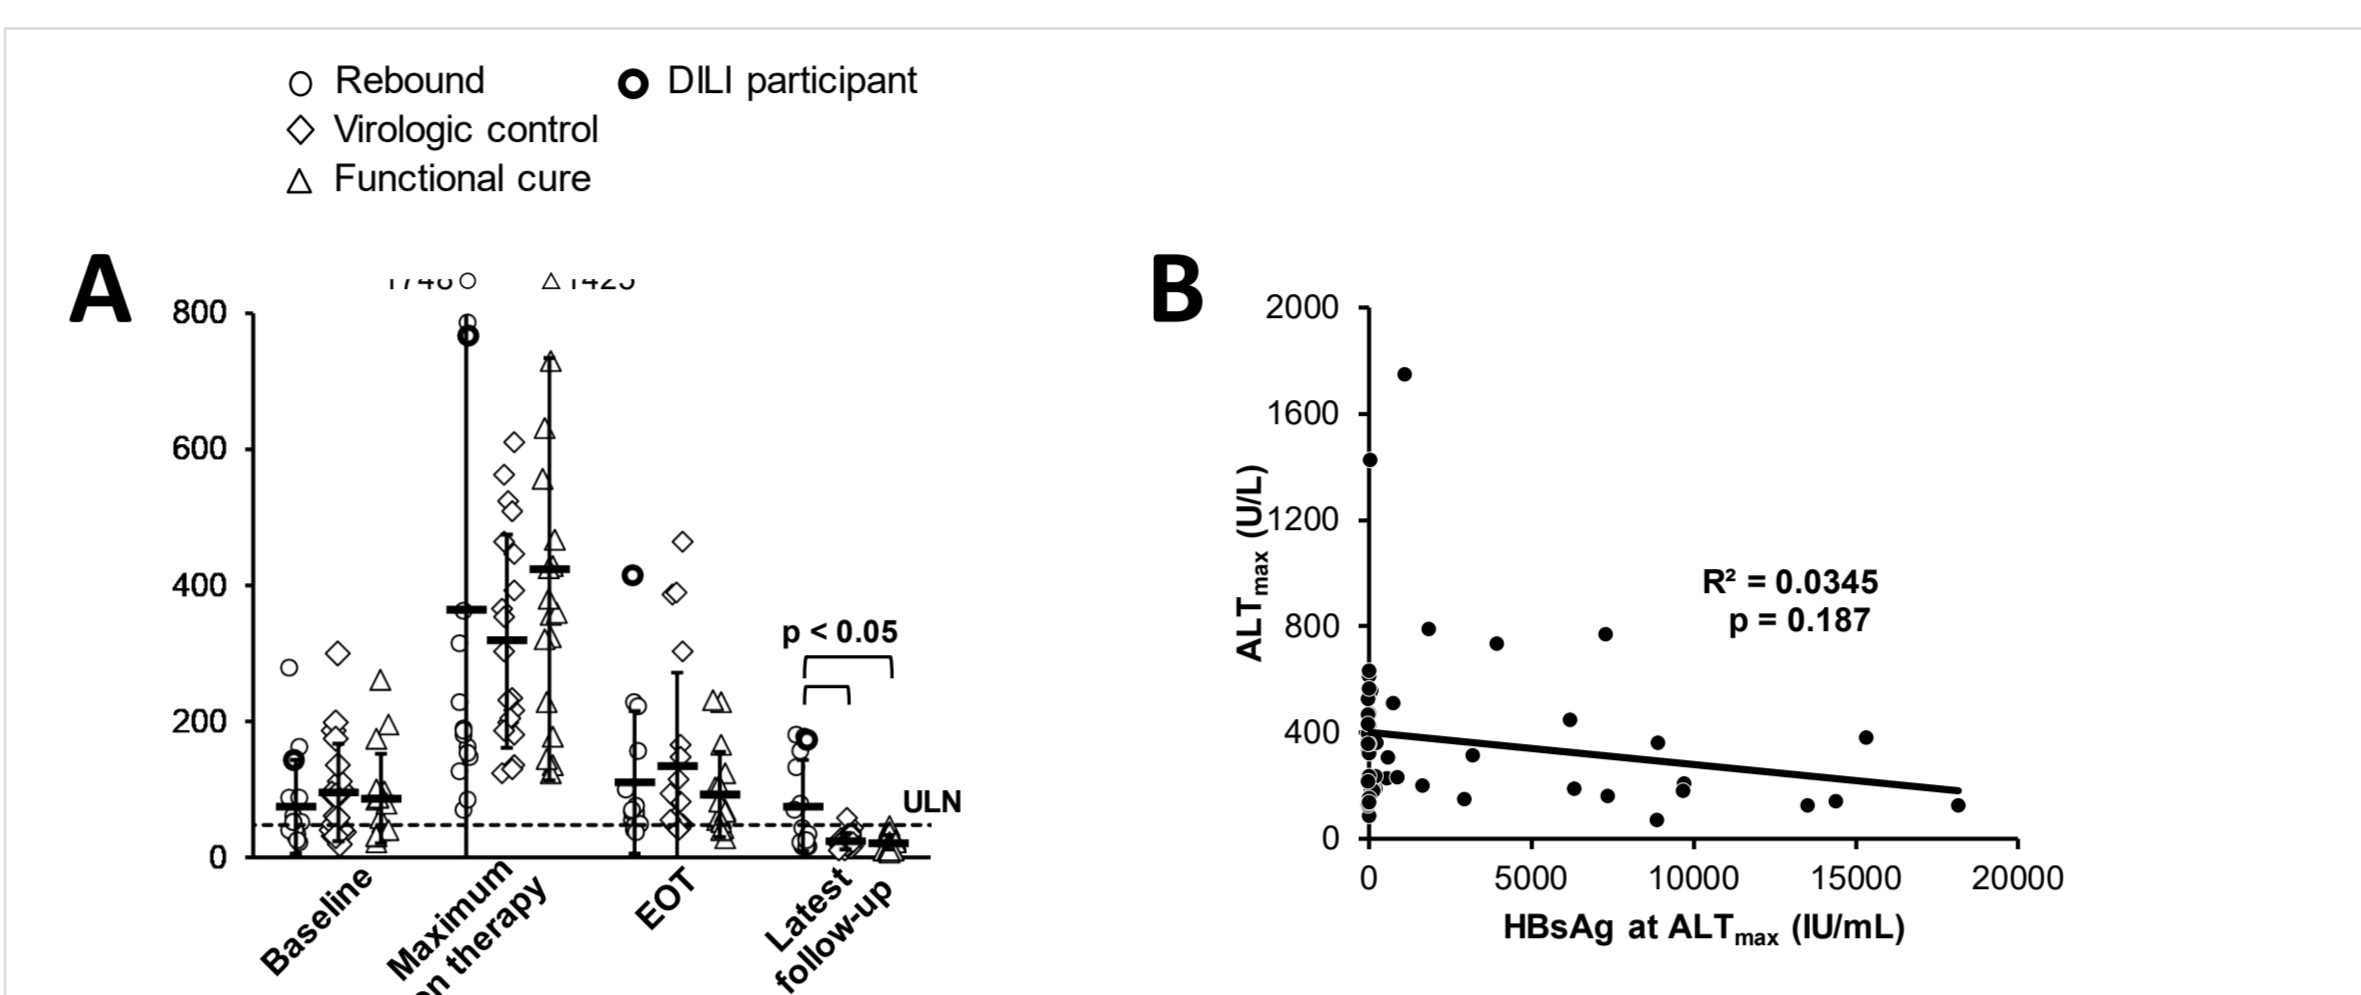 Rebound
DILI participant
Virologic control
Functional cure
A
1748
1425
800
600
400
200
0
p < 0.05
ULN
Baseline
Maximum
on therapy
EOT
Latest
follow-up
B
2000
1600
1200
800
400
0
ALTmax (U/L)
R² = 0.0345
p = 0.187
0 5000 10000 15000 20000
HBsAg at ALTmax (IU/mL)